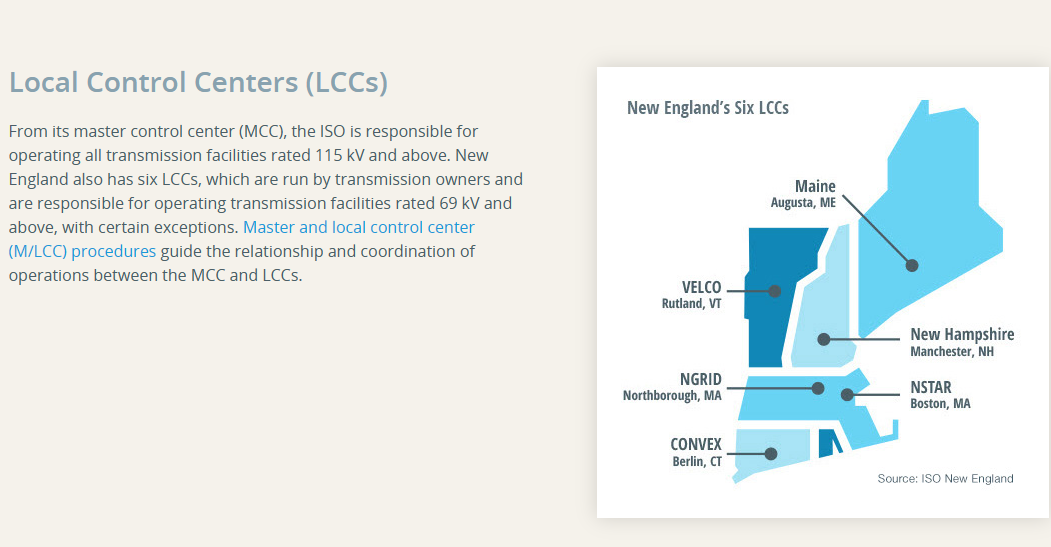 Local Control Centers (LCCs)
From its master control center (MCC), the ISO is responsible for
operating all transmission facilities rated 115 kV and above. New
England also has six LCCs, which are run by transmission owners and
are responsible for operating transmission facilities rated 69 kV and
above, with certain exceptions. Master and local control center
(M/LCC) procedures guide the relationship and coordination of
operations between the MCC and LCCs.
New England's Six LCCs
Maine
Augusta, ME
VELCO
Rutland, VT
New Hampshire
Manchester, NH
NGRID
Northborough, MA
NSTAR
Boston, MA
CONVEX
Berlin, CT
Source: ISO New England